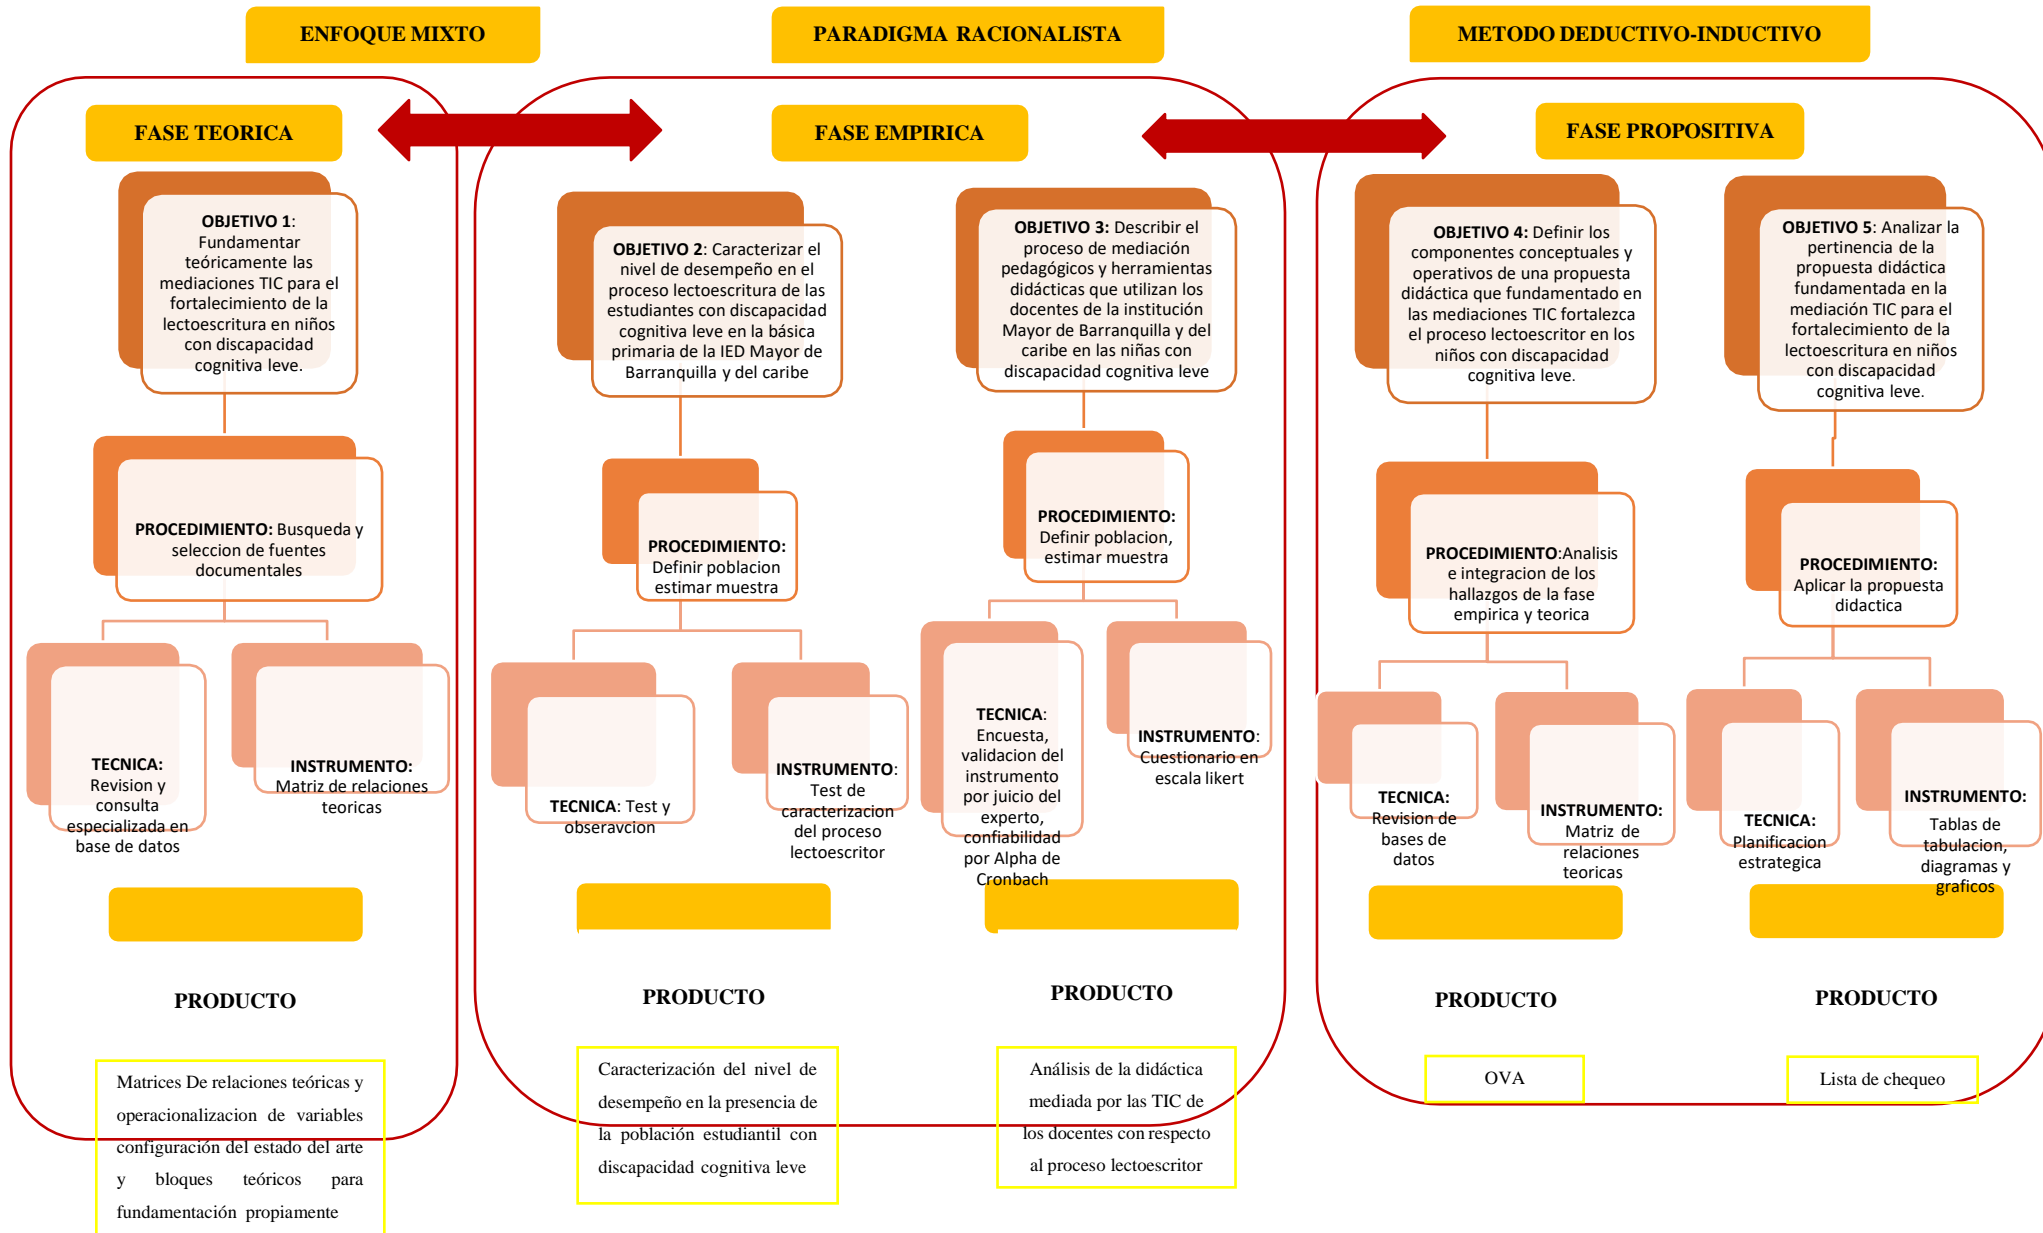 ENFOQUE MIXTO
PARADIGMA RACIONALISTA
METODO DEDUCTIVO-INDUCTIVO
FASE TEORICA
FASE EMPIRICA
FASE PROPOSITIVA
OBJETIVO 1:
Fundamentar
teóricamente las
mediaciones TIC para el
fortalecimiento de la
lectoescritura en niños
con discapacidad
cognitiva leve.
PROCEDIMIENTO: Busqueda y
seleccion de fuentes
documentales
TECNICA:
Revision y
consulta
especializada en
base de datos
INSTRUMENTO:
Matriz de relaciones
teoricas
OBJETIVO 2: Caracterizar el
nivel de desempeño en el
proceso lectoescritura de las
estudiantes con discapacidad
cognitiva leve en la básica
primaria de la IED Mayor de
Barranquilla y del caribe
PROCEDIMIENTO:
Definir poblacion
estimar muestra
TECNICA: Test y
obseravcion
INSTRUMENTO:
Test de
caracterizacion
del proceso
lectoescritor
OBJETIVO 3: Describir el
proceso de mediación
pedagógicos y herramientas
didácticas que utilizan los
docentes de la institución
Mayor de Barranquilla y del
caribe en las niñas con
discapacidad cognitiva leve
PROCEDIMIENTO:
Definir poblacion,
estimar muestra
TECNICA:
Encuesta,
validacion del
instrumento
por juicio del
experto,
confiabilidad
por Alpha de
Cronbach
INSTRUMENTO:
Cuestionario en
escala likert
OBJETIVO 4: Definir los
componentes conceptuales y
operativos de una propuesta
didáctica que fundamentado en
las mediaciones TIC fortalezca
el proceso lectoescritor en los
niños con discapacidad
cognitiva leve.
PROCEDIMIENTO:Analisis
e integracion de los
hallazgos de la fase
empirica y teorica
TECNICA:
Revision de
bases de
datos
INSTRUMENTO:
Matriz de
relaciones
teoricas
OBJETIVO 5: Analizar la
pertinencia de la
propuesta didáctica
fundamentada en la
mediación TIC para el
fortalecimiento de la
lectoescritura en niños
con discapacidad
cognitiva leve.
PROCEDIMIENTO:
Aplicar la propuesta
didactica
TECNICA:
Planificacion
estrategica
INSTRUMENTO:
Tablas de
tabulacion,
diagramas y
graficos
PRODUCTO
PRODUCTO
PRODUCTO
PRODUCTO
PRODUCTO
Matrices De relaciones teóricas y
operacionalizacion de variables
configuración del estado del arte
y bloques teóricos para
fundamentación propiamente
Caracterización del nivel de
desempeño en la presencia de
la población estudiantil con
discapacidad cognitiva leve
Análisis de la didáctica
mediada por las TIC de
los docentes con respecto
al proceso lectoescritor
OVA
Lista de chequeo